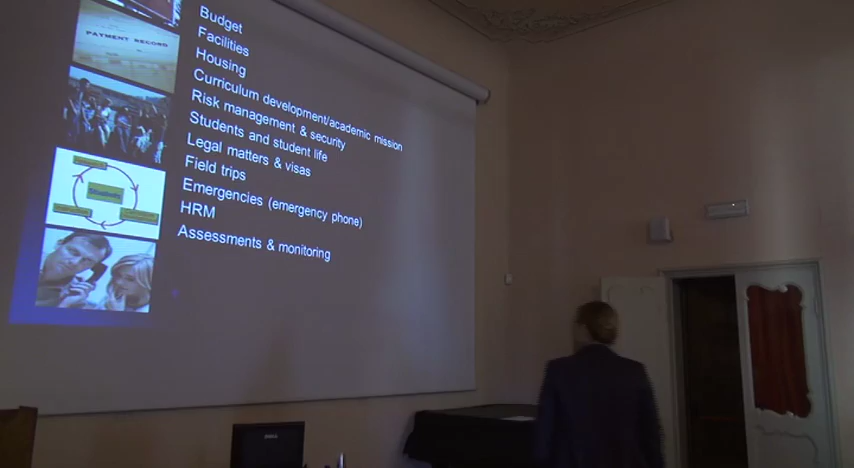 Budget
Facilities
PAYMENT RECORD
Housing
Curriculum development/academic mission
Risk management & security
Students and student life
Legal matters & visas
Field trips
Emergencies (emergency phone)
HRM
Assessments & monitoring
DELL